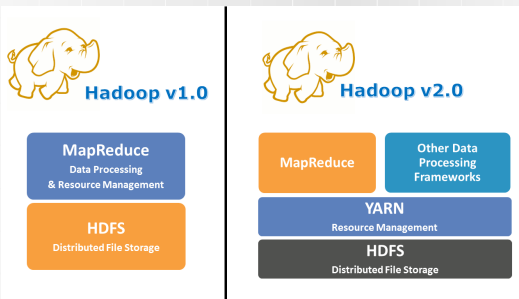 Hadoop v1.0
MapReduce
Data Processing
& Resource Management
HDFS
Distributed File Storage
Hadoop v2.0
MapReduce
Other Data
Processing
Frameworks
YARN
Resource Management
HDFS
Distributed File Storage